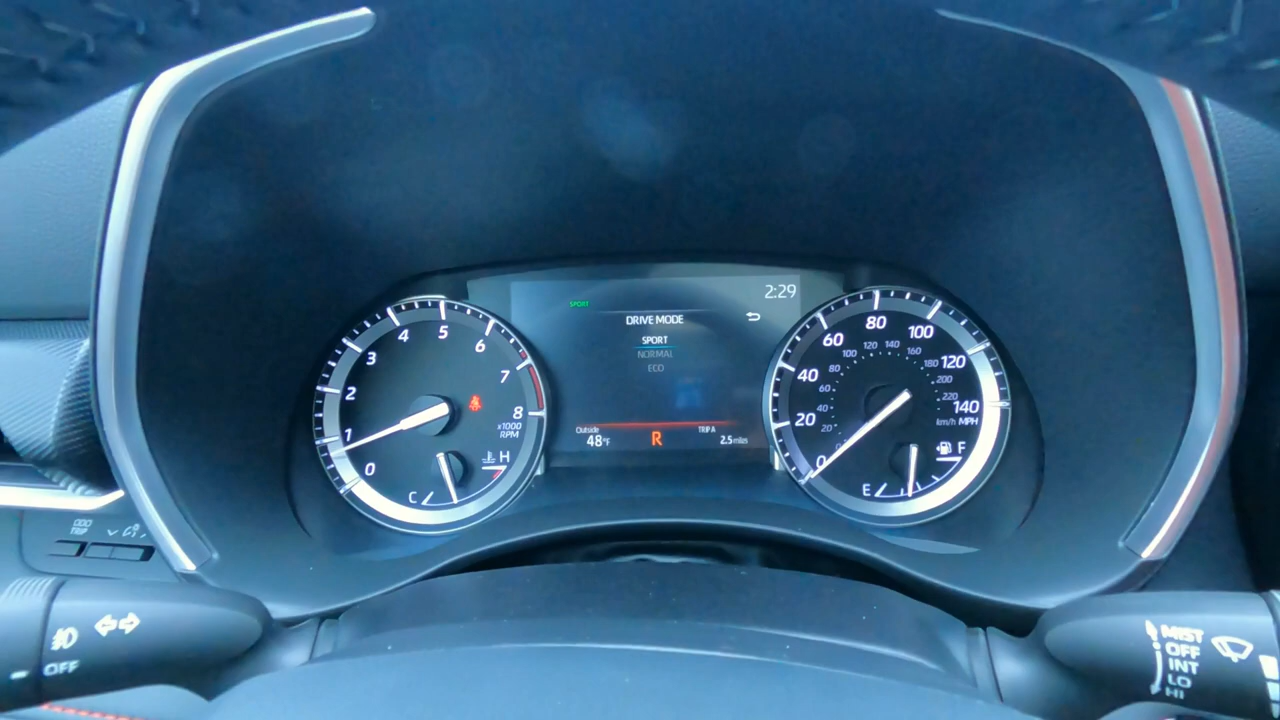 SPORT
2:29
DRIVE MODE
SPORT
NORMAL
ECO
Outside
48°F
R
TRIP A
2.5 miles
0
1
2
3
4
5
6
7
8
x1000
RPM
C
H
0
20
40
60
80
100
120
140
20
40
60
80
100
120
140
160
180
200
220
km/h MPH
E
F
TRIP
OFF
MIST
OFF
INT
LO
HI